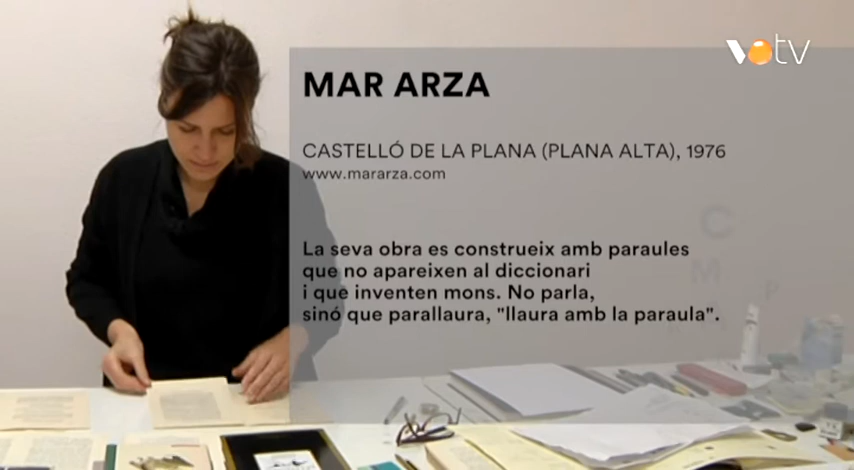 votv
MAR ARZA
CASTELLÓ DE LA PLANA (PLANA ALTA), 1976
www.mararza.com
La seva obra es construeix amb paraules
que no apareixen al diccionari
i que inventen mons. No parla,
sinó que parallaura, "llaura amb la paraula".